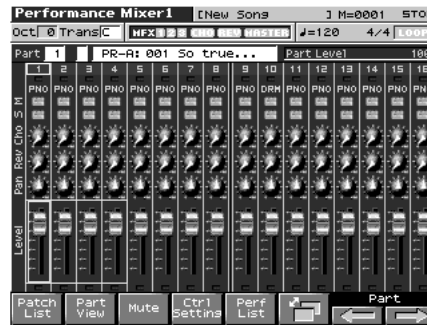 Performance Mixer1 [New Song ] M=0001 STO
Oct 0 Trans C MFX 1 2 3 CHO REV MASTER ♩=120 4/4 LOOP
Part 1 PR-A: 001 So true... Part Level 100
1 2 3 4 5 6 7 8 9 10 11 12 13 14 15 16
PNO PNO PNO PNO PNO PNO PNO PNO PNO DRM PNO PNO PNO PNO PNO PNO
M
S
Cho
Rev
Pan
Level
Patch List Part View Mute Ctrl Setting Perf List Part